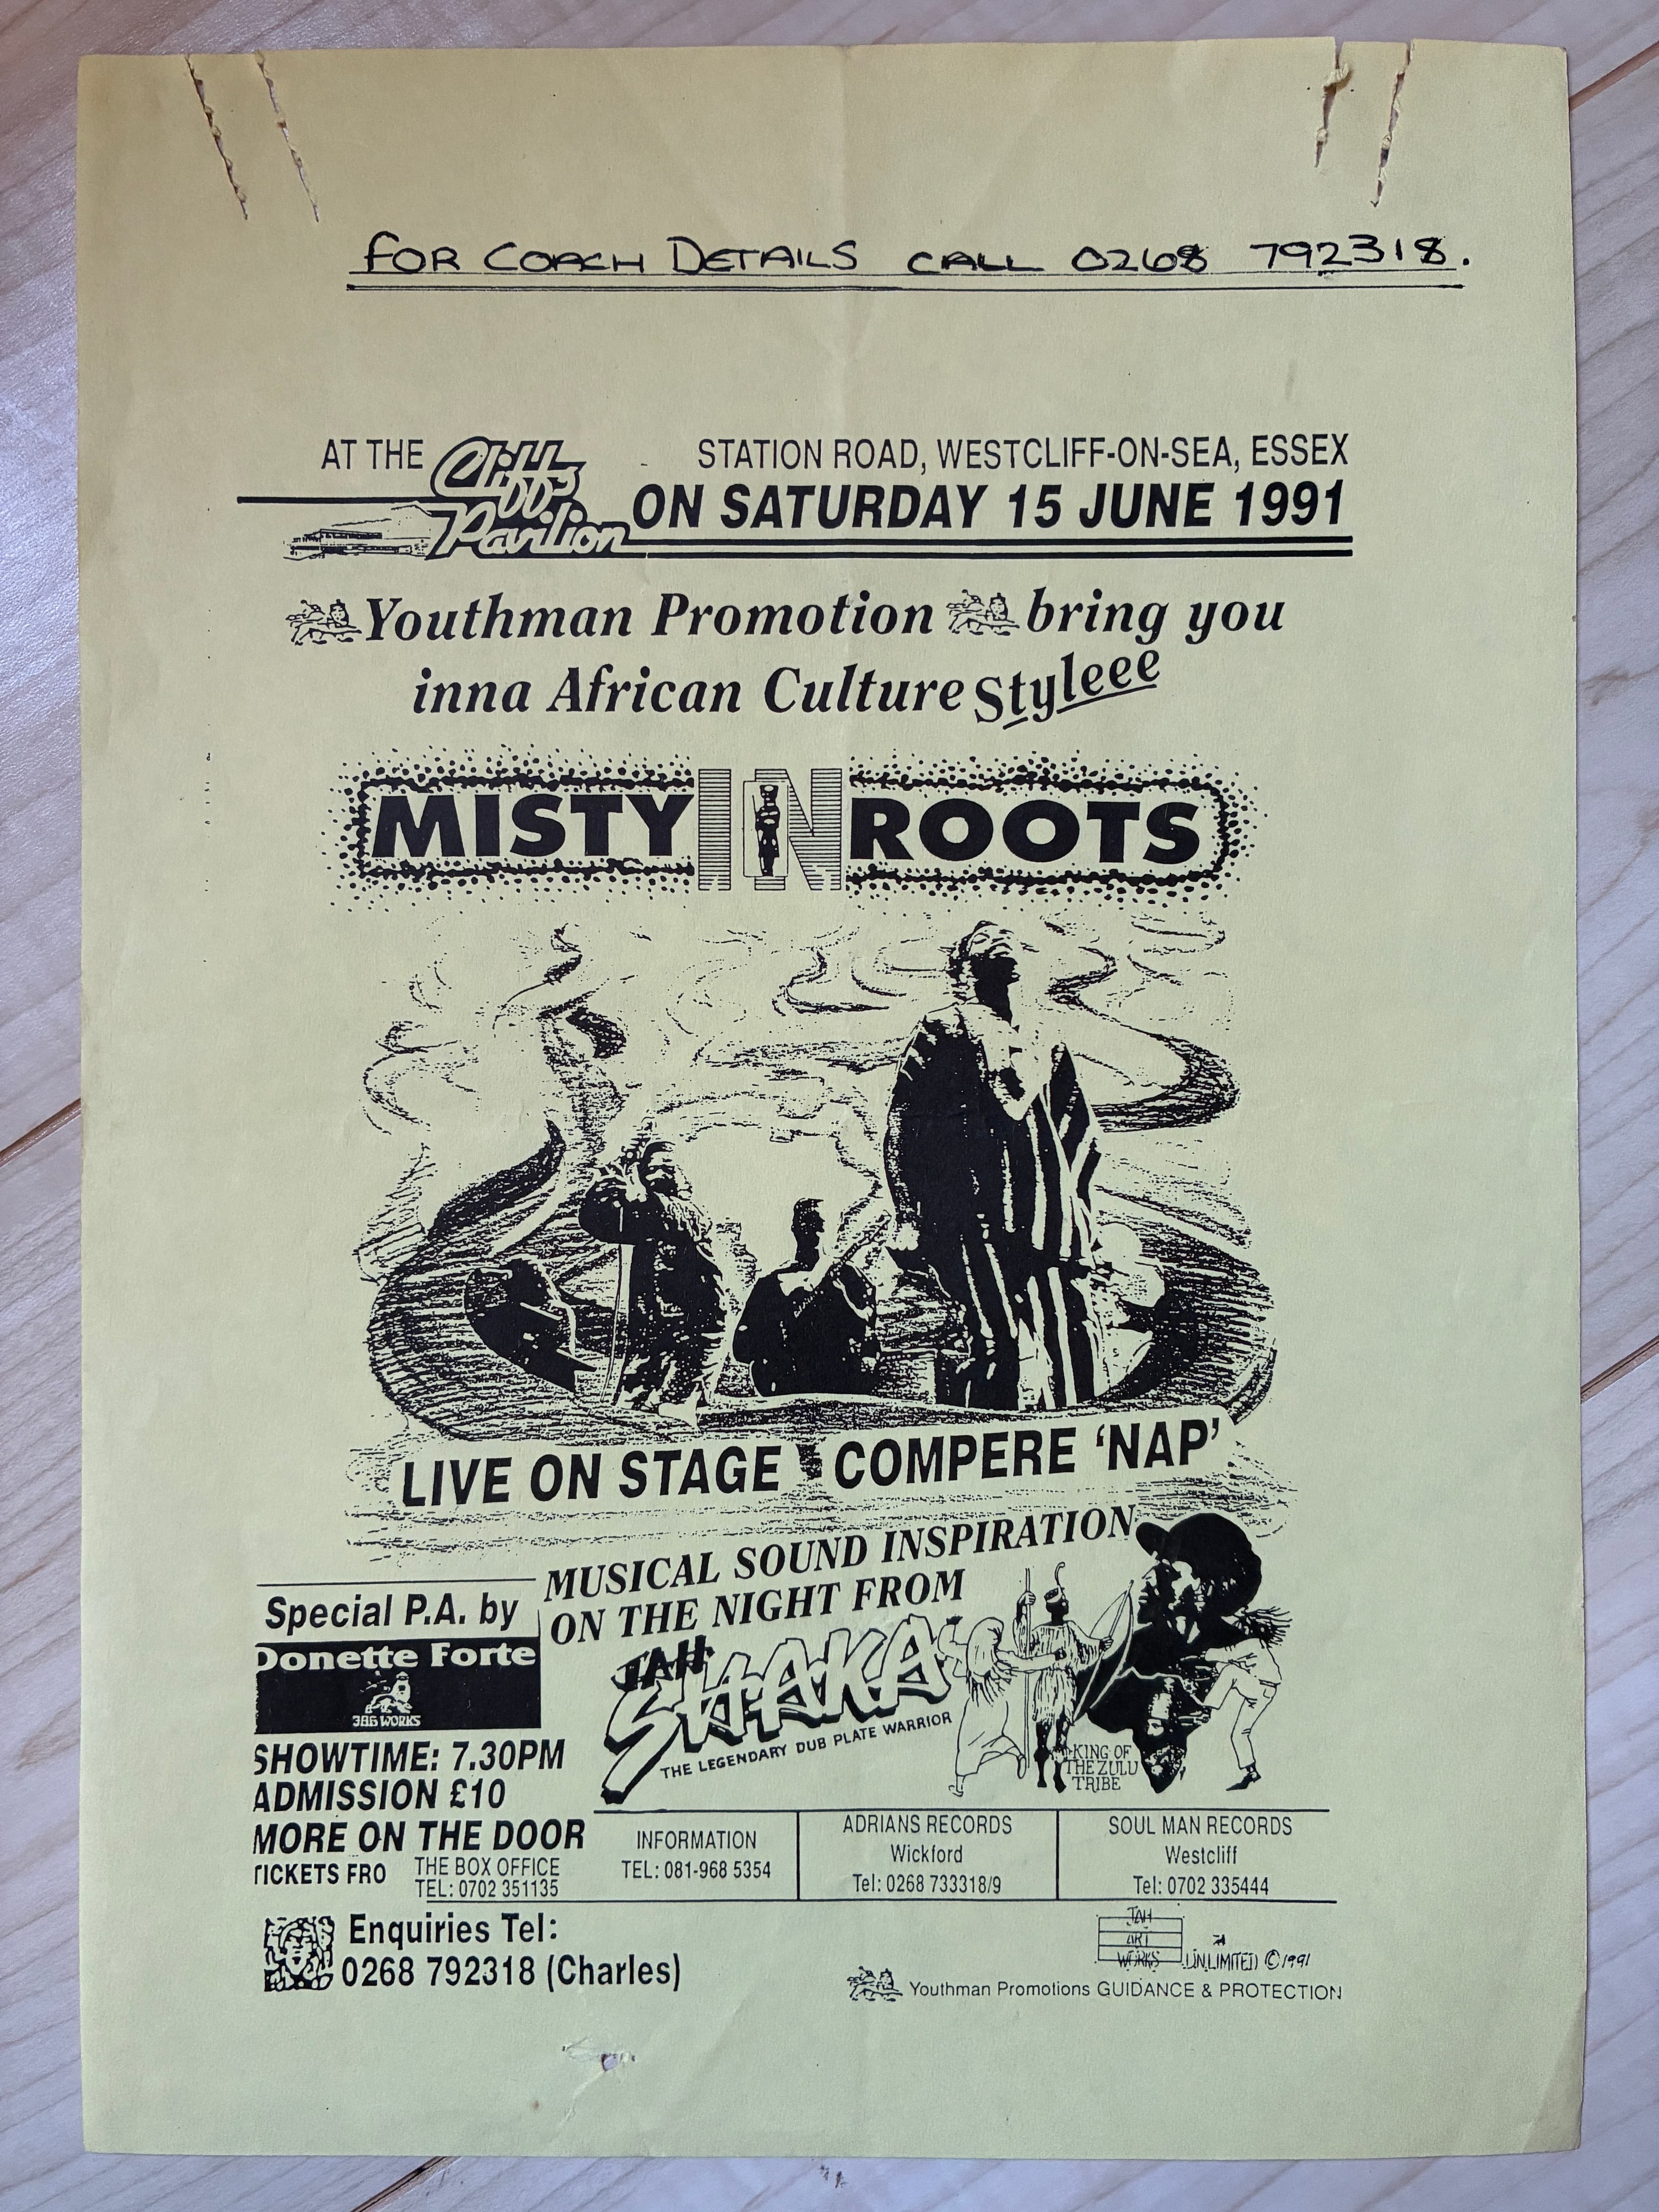 FOR COACH DETAILS CALL 0268 792318.
AT THE Cliffs Pavilion
STATION ROAD, WESTCLIFF-ON-SEA, ESSEX
ON SATURDAY 15 JUNE 1991
Youthman Promotion bring you
inna African Culture Styleee
MISTY IN ROOTS
LIVE ON STAGE COMPERE ‘NAP’
MUSICAL SOUND INSPIRATION
ON THE NIGHT FROM
JAH SHAKA
THE LEGENDARY DUB PLATE WARRIOR
KING OF
THE ZULU
TRIBE
Special P.A. by
Donette Forte
WORKS
SHOWTIME: 7.30PM
ADMISSION £10
MORE ON THE DOOR
TICKETS FRO
THE BOX OFFICE
TEL: 0702 351135
INFORMATION
TEL: 081-968 5354
ADRIANS RECORDS
Wickford
Tel: 0268 733318/9
SOUL MAN RECORDS
Westcliff
Tel: 0702 335444
Enquiries Tel:
0268 792318 (Charles)
JAH
ART
WORKS UNLIMITED ©1991
Youthman Promotions GUIDANCE & PROTECTION